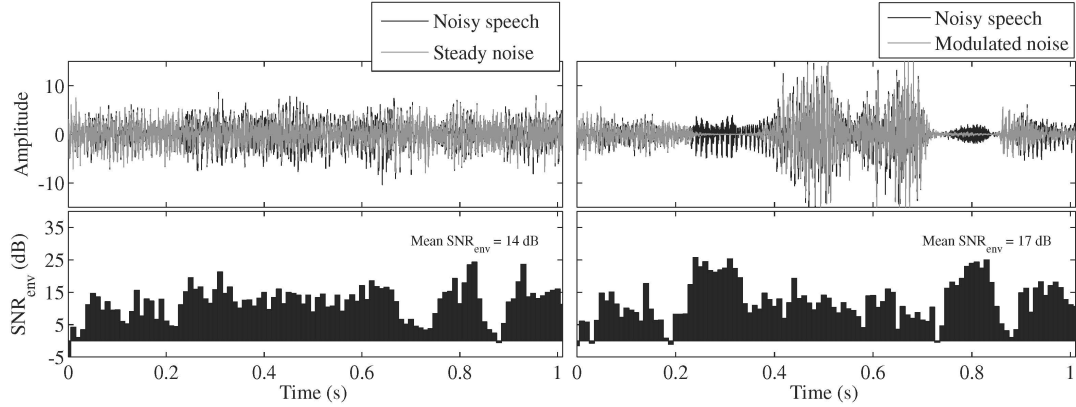 Noisy speech
Steady noise
Noisy speech
Modulated noise
Amplitude
10
0
-10
SNRenv (dB)
35
25
15
5
-5
Mean SNRenv = 14 dB
Mean SNRenv = 17 dB
0 0.2 0.4 0.6 0.8 1
0 0.2 0.4 0.6 0.8 1
Time (s)
Time (s)